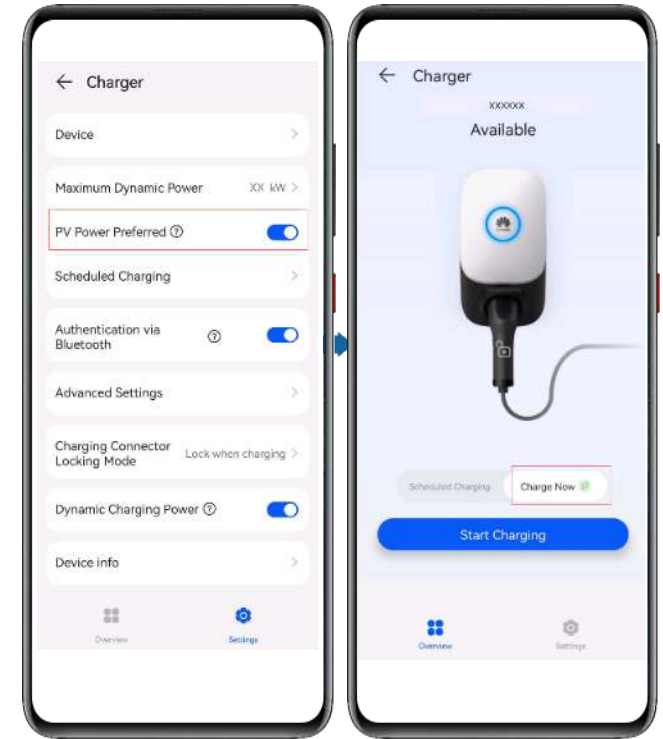 Charger
Device
Maximum Dynamic Power XX kW
PV Power Preferred
Scheduled Charging
Authentication via
Bluetooth
Advanced Settings
Charging Connector
Locking Mode
Lock when charging
Dynamic Charging Power
Device info
Overview
Settings
Charger
xxxxxx
Available
Scheduled Charging
Charge Now
Start Charging
Overview
Settings